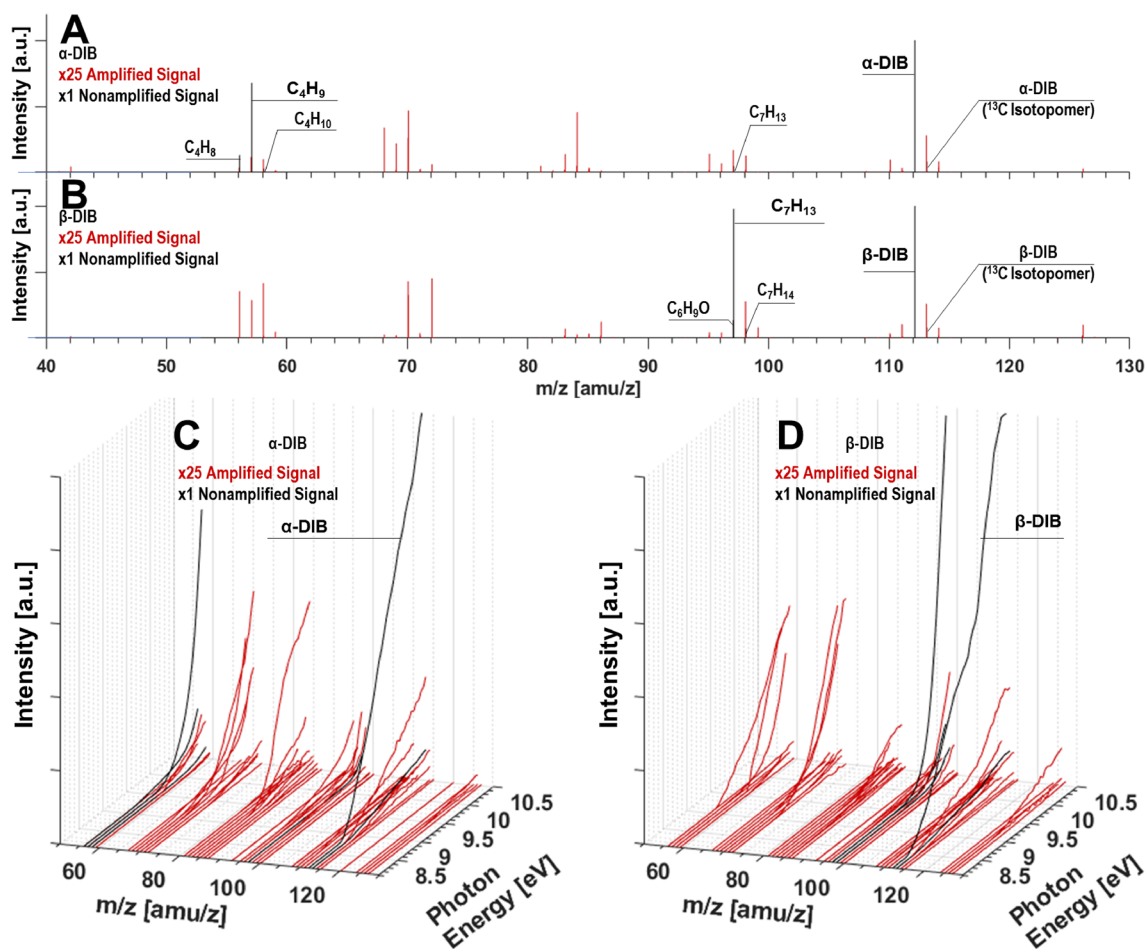 A
α-DIB
x25 Amplified Signal
x1 Nonamplified Signal
Intensity [a.u.]
C₄H₈
C₄H₉
C₄H₁₀
C₇H₁₃
α-DIB
α-DIB
(¹³C Isotopomer)
B
β-DIB
x25 Amplified Signal
x1 Nonamplified Signal
Intensity [a.u.]
C₆H₉O
C₇H₁₃
C₇H₁₄
β-DIB
β-DIB
(¹³C Isotopomer)
40 50 60 70 80 90 100 110 120 130
m/z [amu/z]
C
α-DIB
x25 Amplified Signal
x1 Nonamplified Signal
α-DIB
Intensity [a.u.]
60 80 100 120
m/z [amu/z]
8.5 9 9.5 10 10.5
Photon
Energy [eV]
D
β-DIB
x25 Amplified Signal
x1 Nonamplified Signal
β-DIB
Intensity [a.u.]
60 80 100 120
m/z [amu/z]
8.5 9 9.5 10 10.5
Photon
Energy [eV]